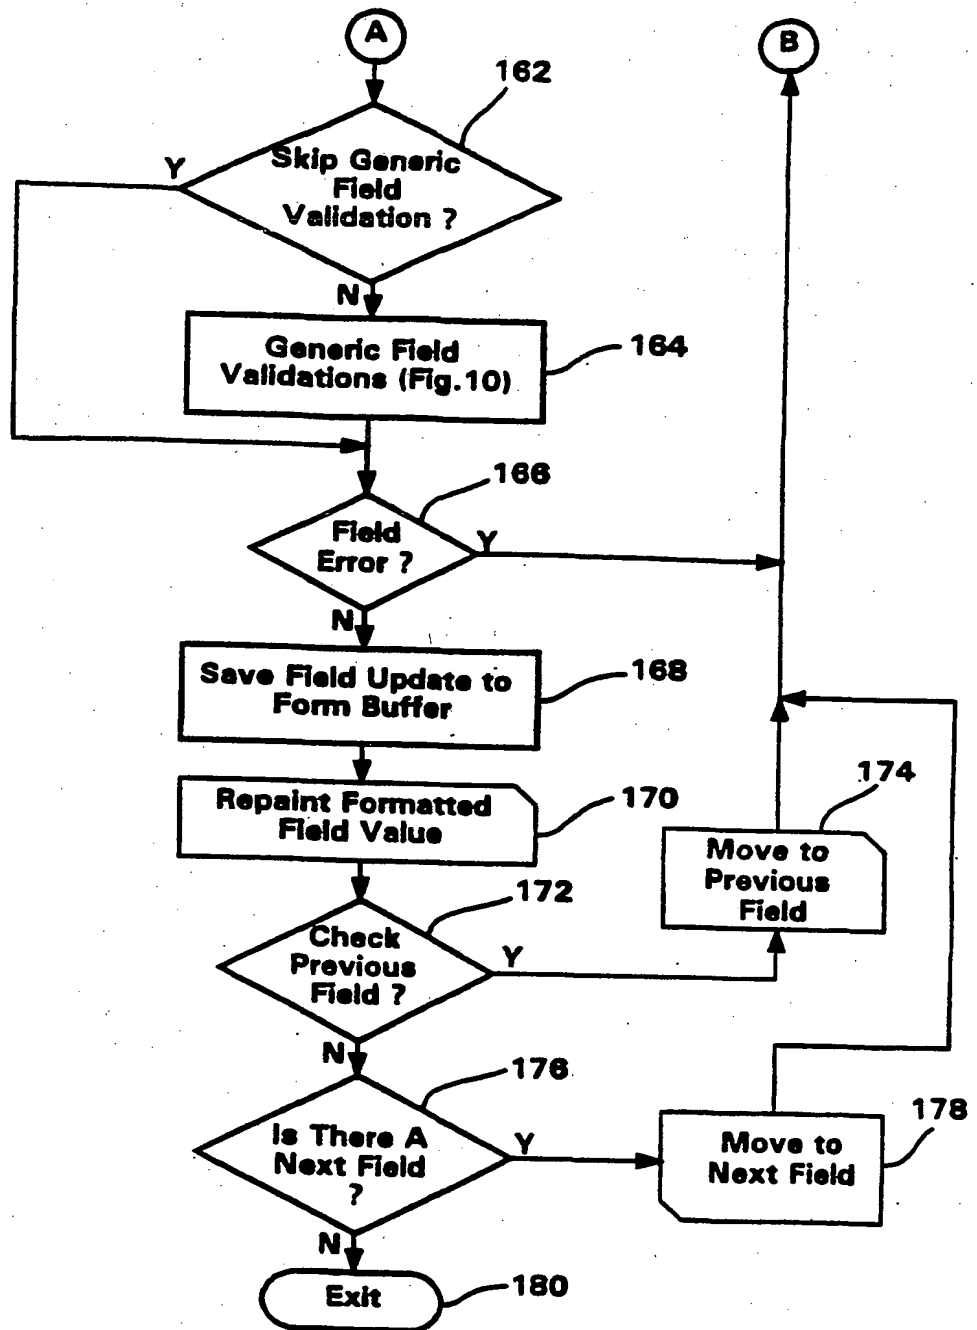 A
B
162
Y
Skip Generic
Field
Validation ?
N
Generic Field
Validations (Fig.10)
164
166
Field
Error ?
Y
N
Save Field Update to
Form Buffer
168
Repaint Formatted
Field Value
170
174
Move to
Previous
Field
172
Check
Previous
Field ?
Y
N
176
Is There A
Next Field
?
Y
178
Move to
Next Field
N
Exit
180